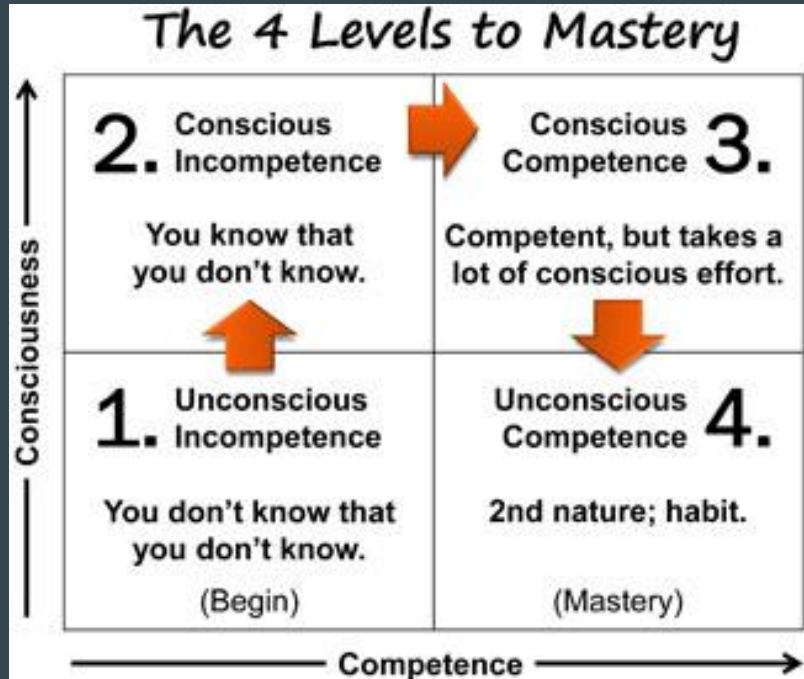 The 4 Levels to Mastery
2. Conscious
Incompetence
You know that
you don't know.
Conscious
Competence 3.
Competent, but takes a
lot of conscious effort.
1. Unconscious
Incompetence
You don't know that
you don't know.
(Begin)
Unconscious
Competence 4.
2nd nature; habit.
(Mastery)
Consciousness
Competence